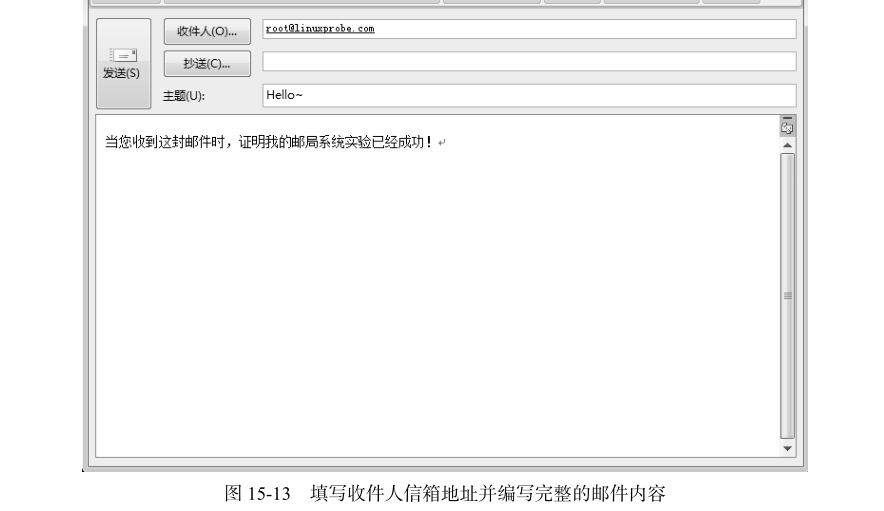 收件人(O)...
root@linuxprobe.com
发送(S)
抄送(C)...
主题(U):
Hello~
当您收到这封邮件时，证明我的邮局系统实验已经成功！↵
图 15-13 填写收件人信箱地址并编写完整的邮件内容